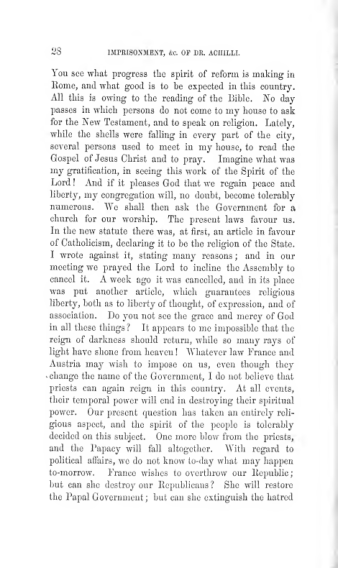 28 IMPRISONMENT, &c. OF DR. ACHILLI.
You see what progress the spirit of reform is making in
Rome, and what good is to be expected in this country.
All this is owing to the reading of the Bible. No day
passes in which persons do not come to my house to ask
for the New Testament, and to speak on religion. Lately,
while the shells were falling in every part of the city,
several persons used to meet in my house, to read the
Gospel of Jesus Christ and to pray. Imagine what was
my gratification, in seeing this work of the Spirit of the
Lord! And if it pleases God that we regain peace and
liberty, my congregation will, no doubt, become tolerably
numerous. We shall then ask the Government for a
church for our worship. The present laws favour us.
In the new statute there was, at first, an article in favour
of Catholicism, declaring it to be the religion of the State.
I wrote against it, stating many reasons; and in our
meeting we prayed the Lord to incline the Assembly to
cancel it. A week ago it was cancelled, and in its place
was put another article, which guarantees religious
liberty, both as to liberty of thought, of expression, and of
association. Do you not see the grace and mercy of God
in all these things? It appears to me impossible that the
reign of darkness should return, while so many rays of
light have shone from heaven! Whatever law France and
Austria may wish to impose on us, even though they
change the name of the Government, I do not believe that
priests can again reign in this country. At all events,
their temporal power will end in destroying their spiritual
power. Our present question has taken an entirely reli-
gious aspect, and the spirit of the people is tolerably
decided on this subject. One more blow from the priests,
and the Papacy will fall altogether. With regard to
political affairs, we do not know to-day what may happen
to-morrow. France wishes to overthrow our Republic;
but can she destroy our Republicans? She will restore
the Papal Government; but can she extinguish the hatred